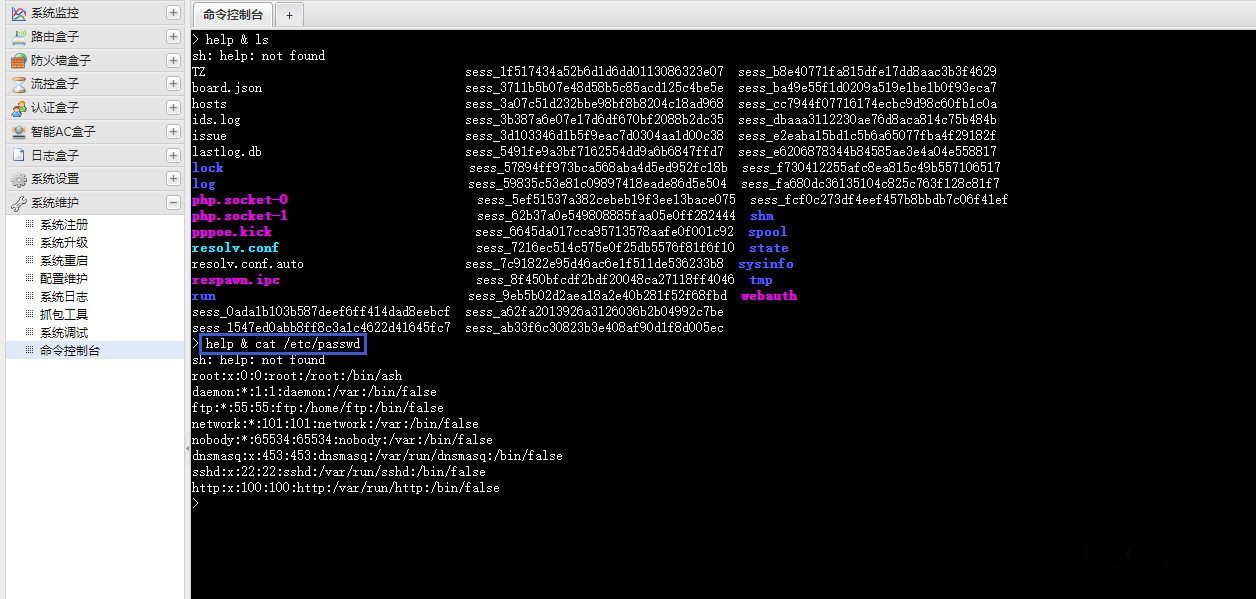 系统监控
路由盒子
防火墙盒子
流控盒子
认证盒子
智能AC盒子
日志盒子
系统设置
系统维护
系统注册
系统升级
系统重启
配置维护
系统日志
抓包工具
系统调试
命令控制台
命令控制台 +
> help & ls
sh: help: not found
TZ sess_1f517434a52b6d1d6dd0113086323e07 sess_b8e40771fa815dfe17dd8aac3b3f4629
board.json sess_3711b5b07e48d58b5c85acd125c4be5e sess_ba49e55f1d0209a519e1be1b0f93eca7
hosts sess_3a07c51d232bbe98bf8b8204c18ad968 sess_cc7944f07716174ecbc9d98c60fb1c0a
ids.log sess_3b387a6e07e17d6df670bf2088b2dc35 sess_dbaaa3112230ae76d8aca814c75b484b
issue sess_3d103346d1b5f9eac7d0304aa1d00c38 sess_e2eaba15bd1c5b6a65077fba4f29182f
lastlog.db sess_5491fe9a3bf7162554dd9a6b6847ffd7 sess_e6206878344b84585ae3e4a04e558817
lock sess_57894ff973bca568aba4d5ed952fc18b sess_f730412255afc8ea815c49b557106517
log sess_59835c53e81c09897418eade86d5e504 sess_fa680dc36135104c825c763f128c81f7
php.socket-0 sess_5ef51537a382cebeb19f3ee13bace075 sess_fcf0c273df4eef457b8bbdb7c06f41ef
php.socket-1 sess_62b37a0e549808885faa05e0ff282444 shm
pppoe.kick sess_6645da017cca95713578aafe0f001c92 spool
resolv.conf sess_7216ec514c575e0f25db5576f81f6f10 state
resolv.conf.auto sess_7c91822e95d46ac6e1f511de536233b8 sysinfo
respawn.ipc sess_8f450bfcdf2bdf20048ca27118ff4046 tmp
run sess_9eb5b02d2aea18a2e40b281f52f68fbd webauth
sess_0ada1b103b587deef6ff414dad8eebcf sess_a62fa2013926a3126036b2b04992c7be
sess_1547ed0abb8ff8c3a1c4622d41645fc7 sess_ab33f6c30823b3e408af90d1f8d005ec
> help & cat /etc/passwd
sh: help: not found
root:x:0:0:root:/root:/bin/ash
daemon:*:1:1:daemon:/var:/bin/false
ftp:*:55:55:ftp:/home/ftp:/bin/false
network:*:101:101:network:/var:/bin/false
nobody:*:65534:65534:nobody:/var:/bin/false
dnsmasq:x:453:453:dnsmasq:/var/run/dnsmasq:/bin/false
sshd:x:22:22:sshd:/var/run/sshd:/bin/false
http:x:100:100:http:/var/run/http:/bin/false
>